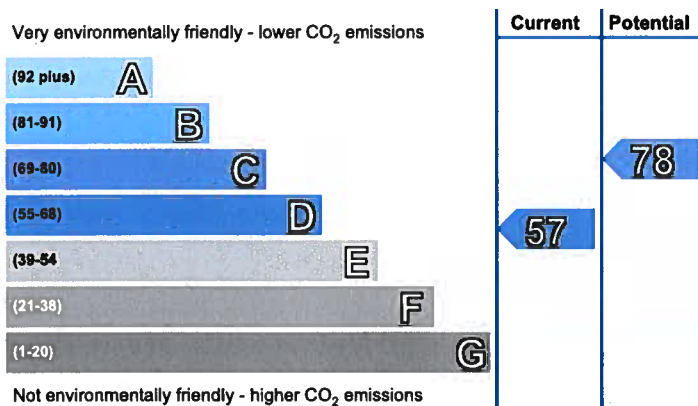 Very environmentally friendly - lower CO₂ emissions
Current
Potential
(92 plus) A
(81-91) B
(69-80) C
78
(55-68) D
57
(39-54 E
(21-38) F
(1-20) G
Not environmentally friendly - higher CO₂ emissions